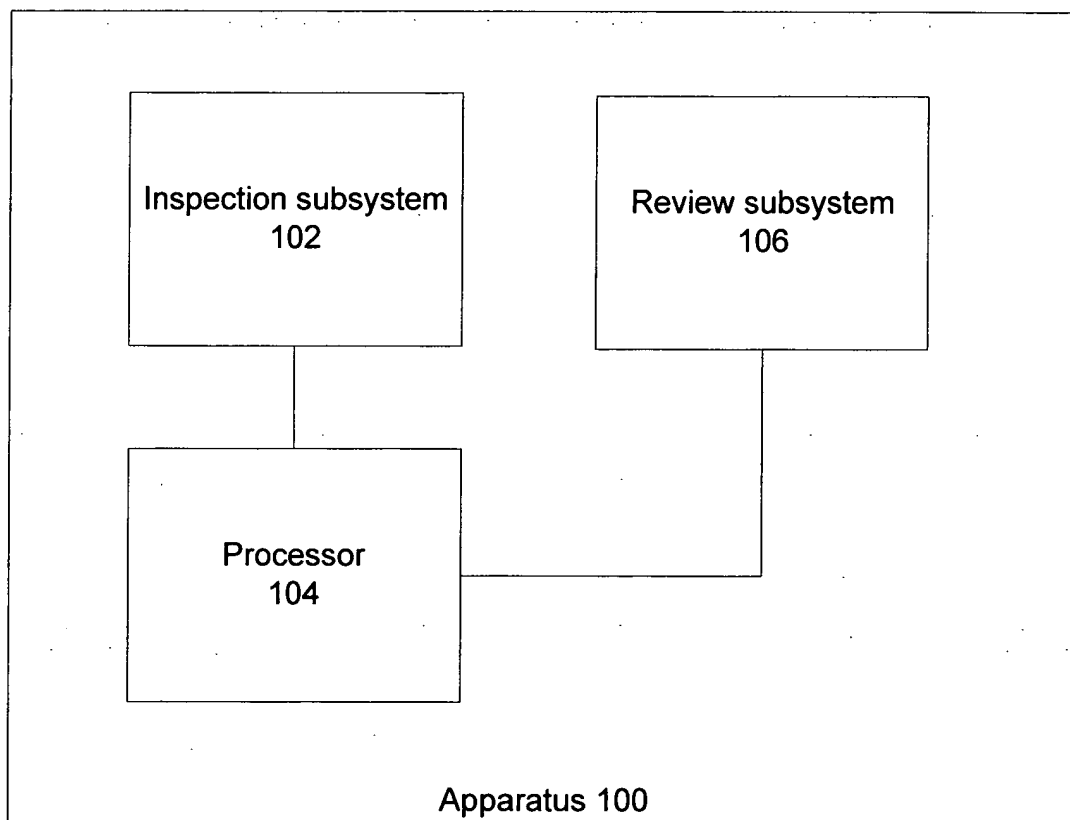 Inspection subsystem
102
Review subsystem
106
Processor
104
Apparatus 100